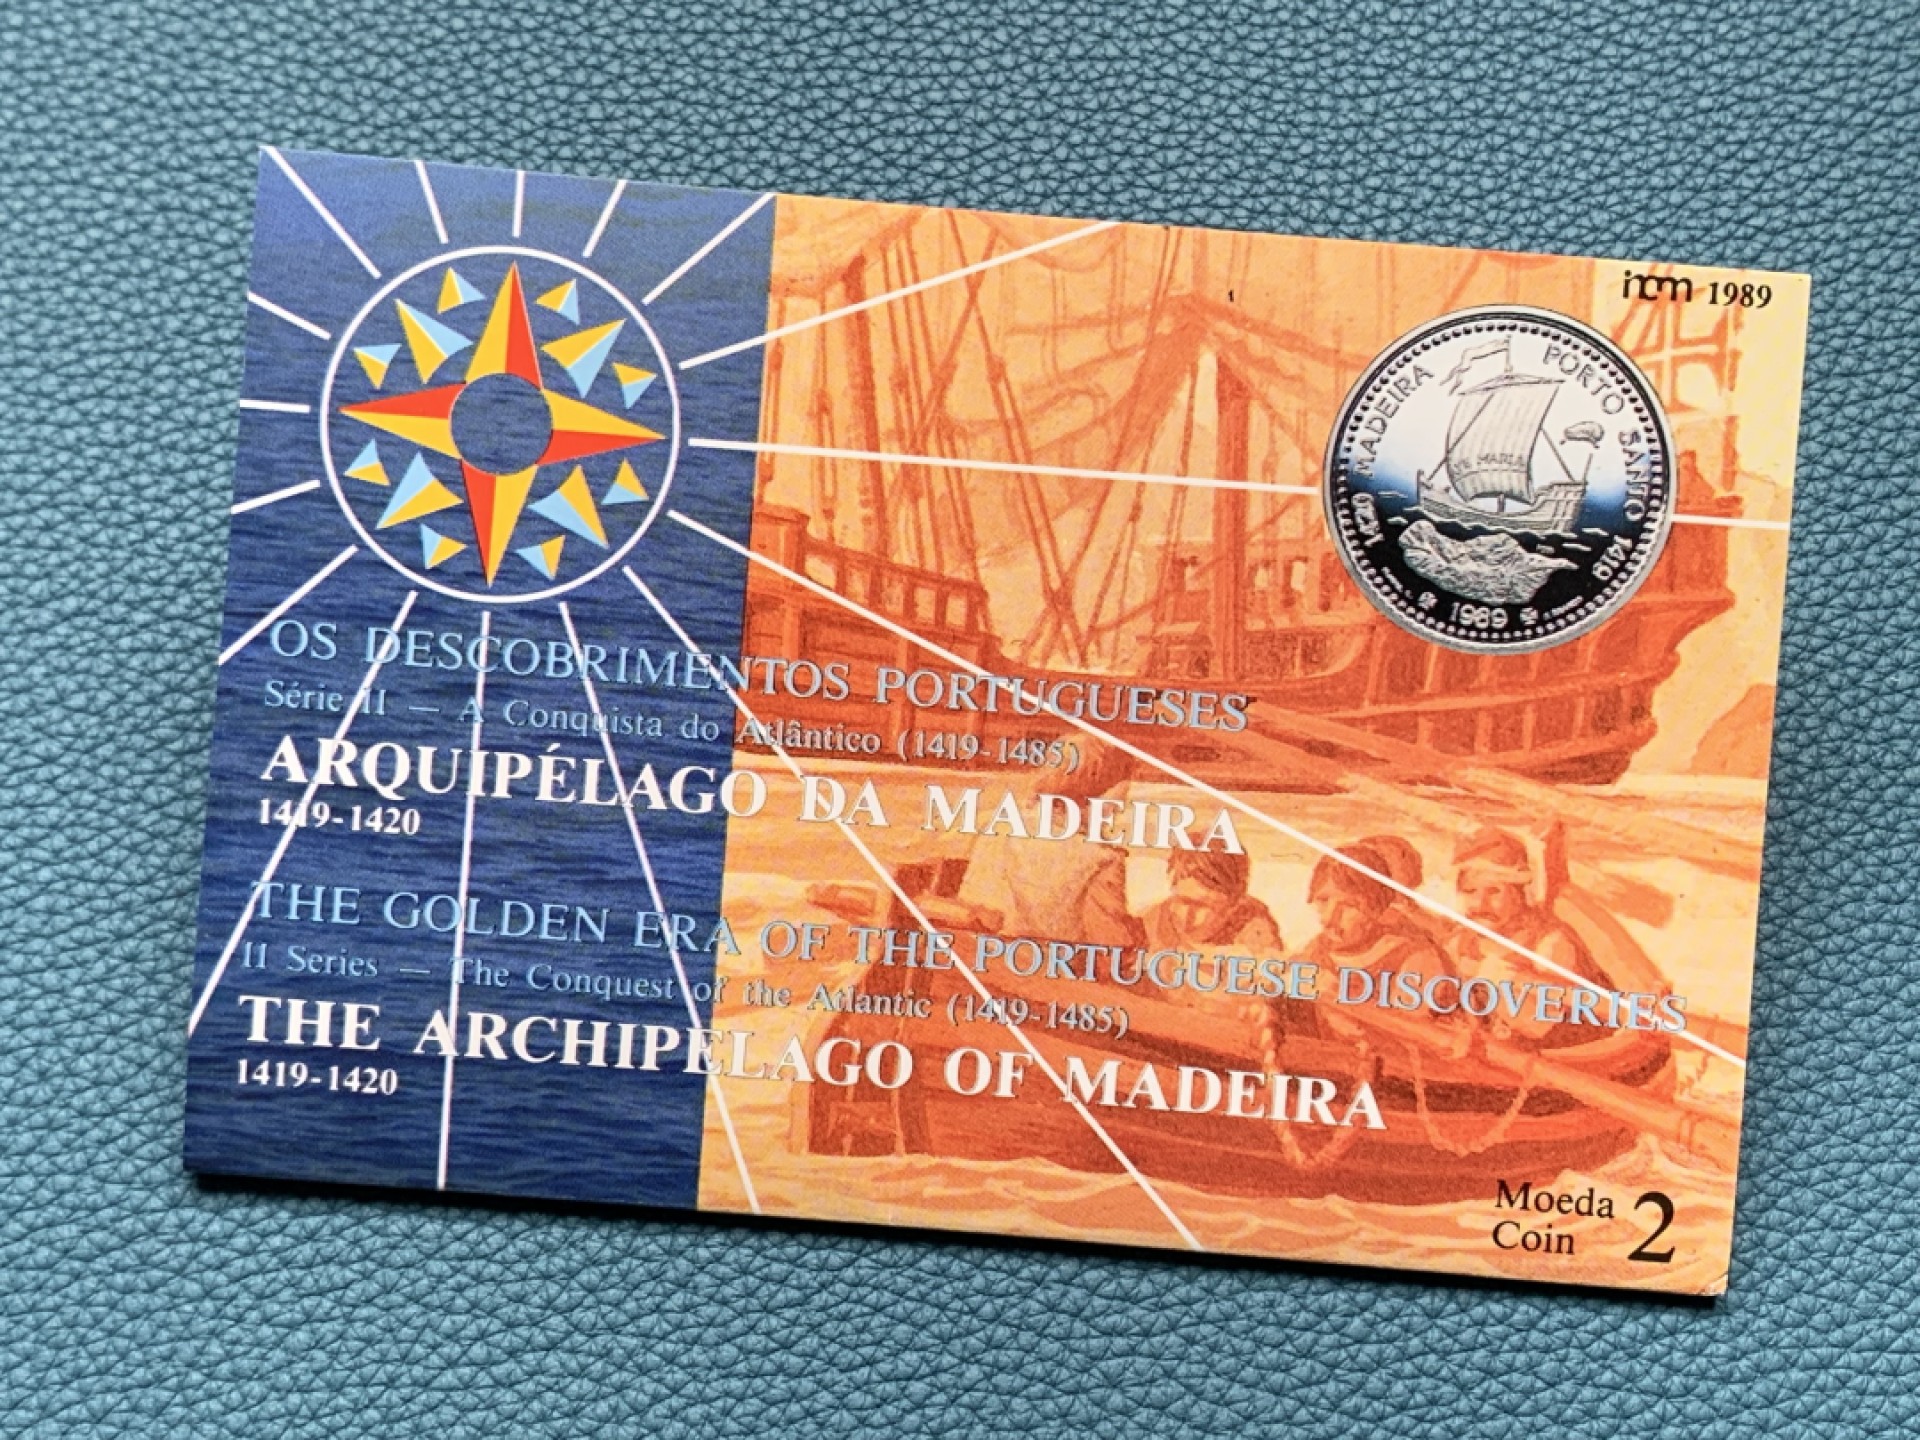 incm 1989
MADEIRA PORTO SANTO 1419
1989
OS DESCOBRIMENTOS PORTUGUESES
Série II — A Conquista do Atlântico (1419-1485)
ARQUIPÉLAGO DA MADEIRA
1419-1420
THE GOLDEN ERA OF THE PORTUGUESE DISCOVERIES
II Series — The Conquest of the Atlantic (1419-1485)
THE ARCHIPELAGO OF MADEIRA
1419-1420
Moeda
Coin 2